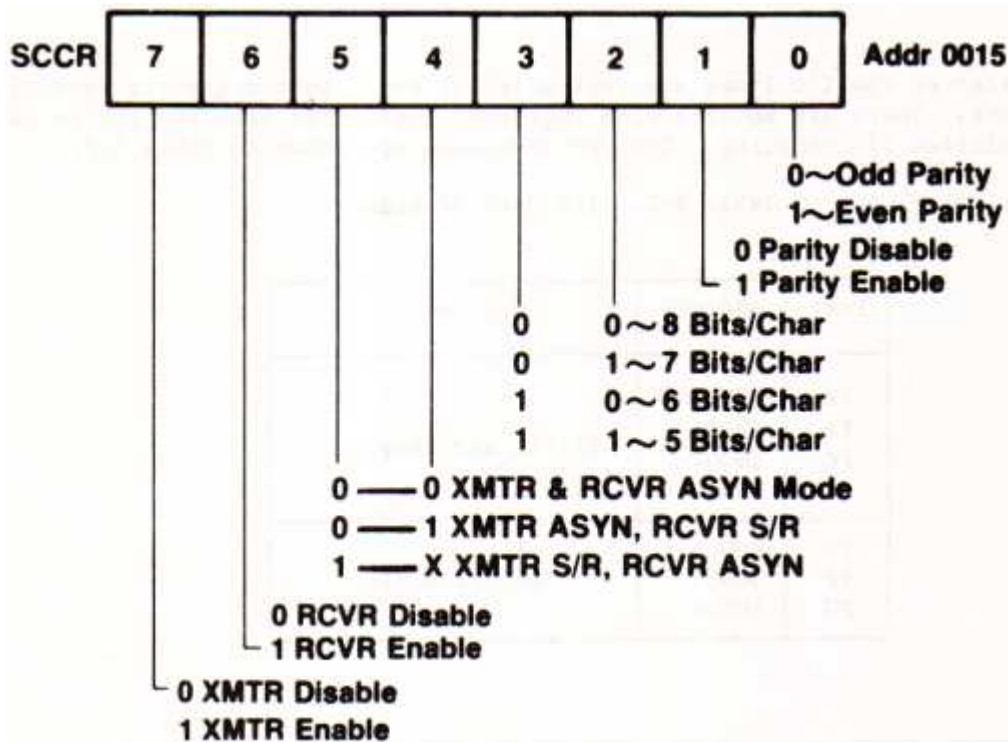 SCCR 7 6 5 4 3 2 1 0 Addr 0015
0~Odd Parity
1~Even Parity
0 Parity Disable
1 Parity Enable
0 0~8 Bits/Char
0 1~7 Bits/Char
1 0~6 Bits/Char
1 1~5 Bits/Char
0 — 0 XMTR & RCVR ASYN Mode
0 — 1 XMTR ASYN, RCVR S/R
1 — X XMTR S/R, RCVR ASYN
0 RCVR Disable
1 RCVR Enable
0 XMTR Disable
1 XMTR Enable